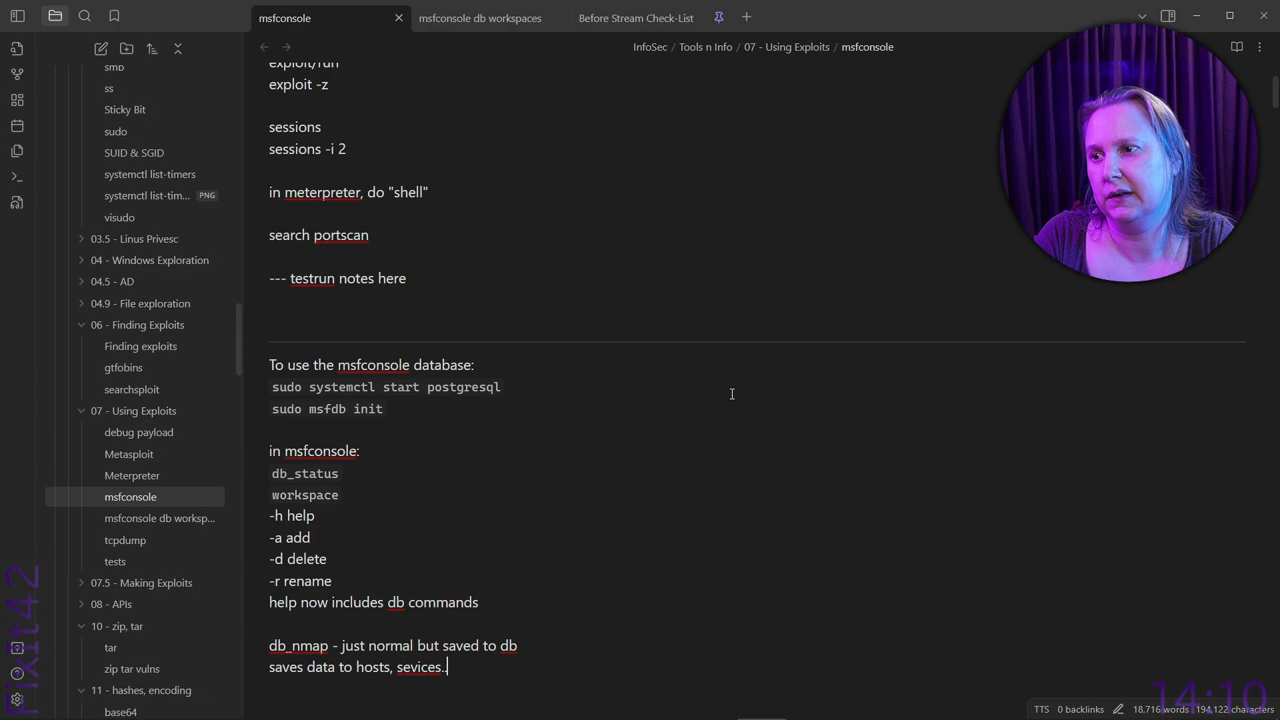 msfconsole
msfconsole db workspaces
Before Stream Check-List
InfoSec / Tools n Info / 07 - Using Exploits / msfconsole
smb
ss
Sticky Bit
sudo
SUID & SGID
systemctl list-timers
systemctl list-tim... PNG
visudo
03.5 - Linus Privesc
04 - Windows Exploration
04.5 - AD
04.9 - File exploration
06 - Finding Exploits
Finding exploits
gtfobins
searchsploit
07 - Using Exploits
debug payload
Metasploit
Meterpreter
msfconsole
msfconsole db worksp...
tcpdump
tests
07.5 - Making Exploits
08 - APIs
10 - zip, tar
tar
zip tar vulns
11 - hashes, encoding
base64
exploit/run
exploit -z
sessions
sessions -i 2
in meterpreter, do "shell"
search portscan
--- testrun notes here
To use the msfconsole database:
sudo systemctl start postgresql
sudo msfdb init
in msfconsole:
db_status
workspace
-h help
-a add
-d delete
-r rename
help now includes db commands
db_nmap - just normal but saved to db
saves data to hosts, sevices..
Fixit42
14:10
TTS 0 backlinks 18,716 words 194,122 characters